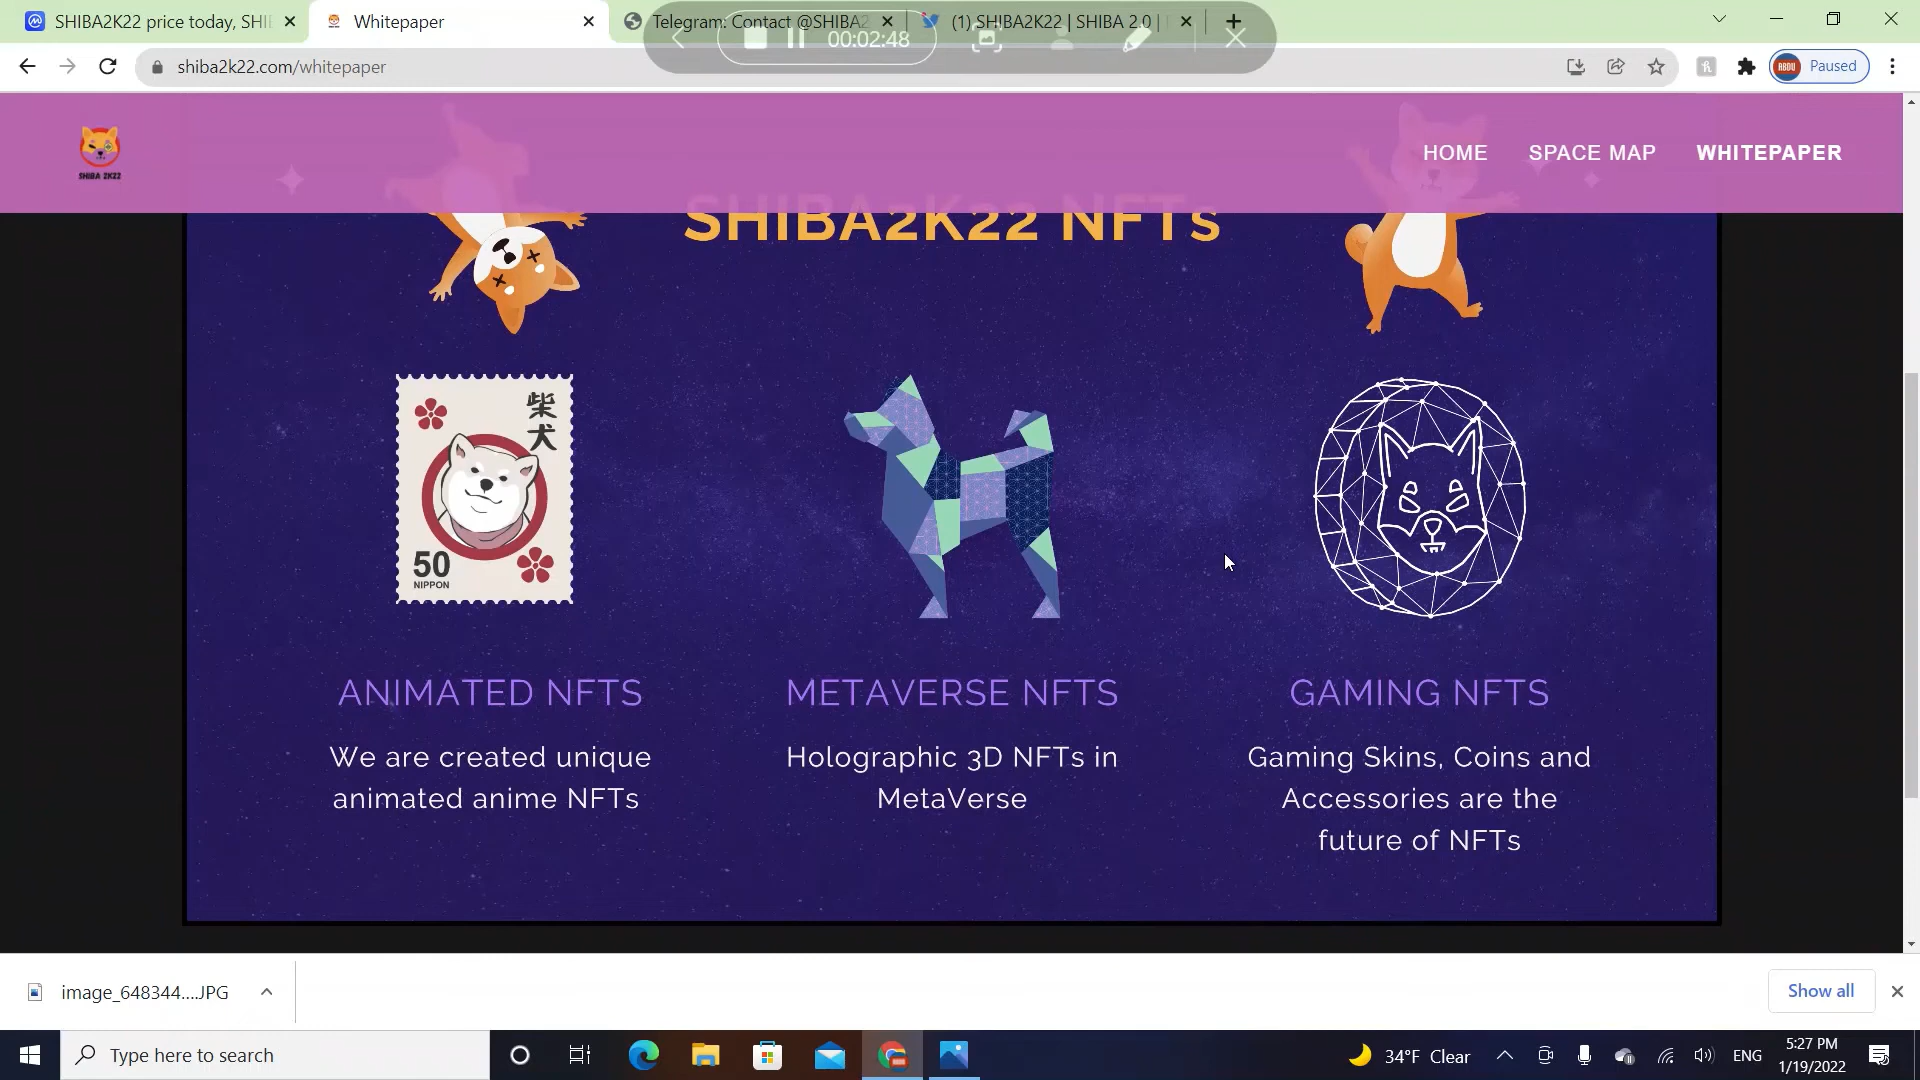 SHIBA2K22 price today, SHI
Whitepaper
Telegram: Contact @SHIBA2
(1) SHIBA2K22 | SHIBA 2.0 |
00:02:48
shiba2k22.com/whitepaper
ABDU
Paused
SHIBA 2K22
HOME
SPACE MAP
WHITEPAPER
SHIBA2K22 NFTs
柴犬
50
NIPPON
ANIMATED NFTS
We are created unique
animated anime NFTs
METAVERSE NFTS
Holographic 3D NFTs in
MetaVerse
GAMING NFTS
Gaming Skins, Coins and
Accessories are the
future of NFTs
image_648344....JPG
Show all
Type here to search
34°F Clear
ENG
5:27 PM
1/19/2022